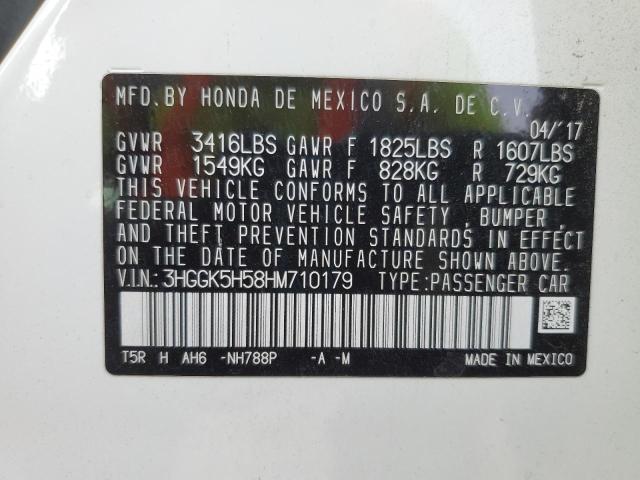 MFD. BY HONDA DE MEXICO S.A. DE C.V.
04/'17
GVWR 3416LBS GAWR F 1825LBS R 1607LBS
GVWR 1549KG GAWR F 828KG R 729KG
THIS VEHICLE CONFORMS TO ALL APPLICABLE
FEDERAL MOTOR VEHICLE SAFETY, BUMPER,
AND THEFT PREVENTION STANDARDS IN EFFECT
ON THE DATE OF MANUFACTURE SHOWN ABOVE.
V.I.N.:3HGGK5H58HM710179 TYPE:PASSENGER CAR
T5R H AH6 -NH788P -A -M MADE IN MEXICO